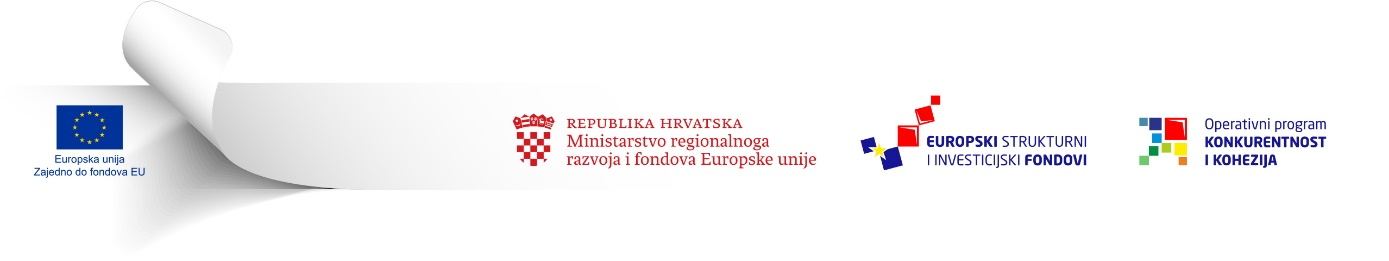 Europska unija
Zajedno do fondova EU
REPUBLIKA HRVATSKA
Ministarstvo regionalnoga
razvoja i fondova Europske unije
EUROPSKI STRUKTURNI
I INVESTICIJSKI FONDOVI
Operativni program
KONKURENTNOST
I KOHEZIJA